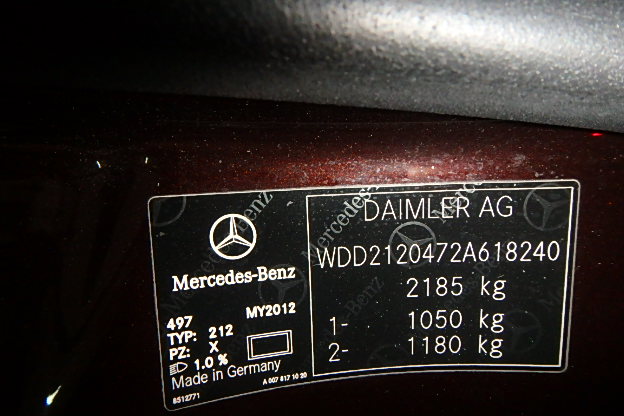 Mercedes-Benz
497 MY2012
TYP: 212
PZ: X
1.0 %
Made in Germany
8512771
A 007 817 10 20
DAIMLER AG
WDD2120472A618240
2185 kg
1- 1050 kg
2- 1180 kg